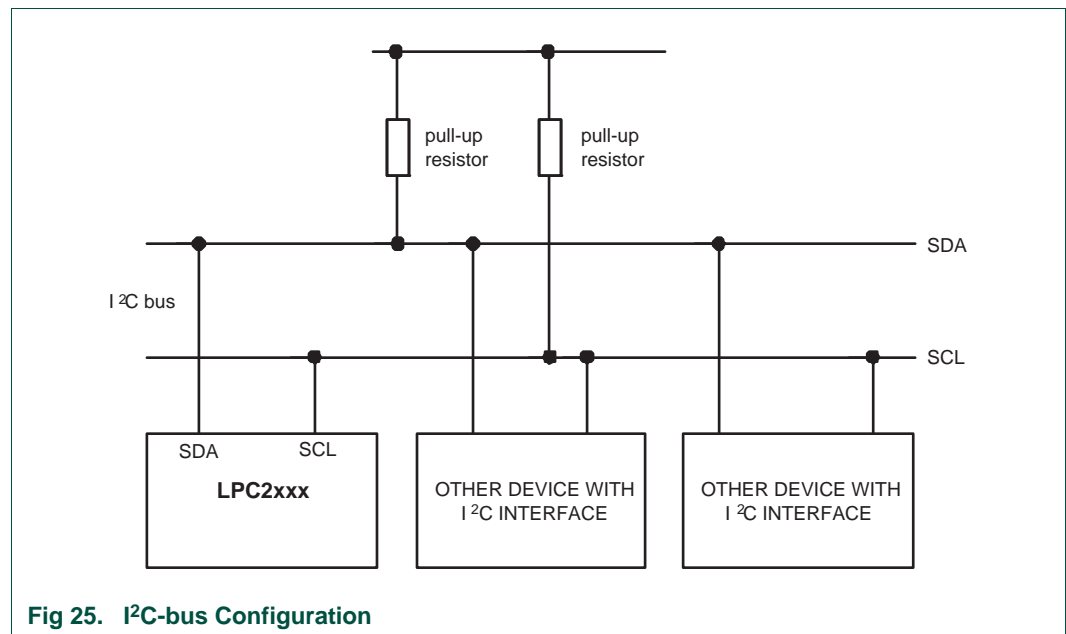 pull-up
resistor
pull-up
resistor
SDA
I ²C bus
SCL
SDA
SCL
LPC2xxx
OTHER DEVICE WITH
I ²C INTERFACE
OTHER DEVICE WITH
I ²C INTERFACE
Fig 25. I²C-bus Configuration